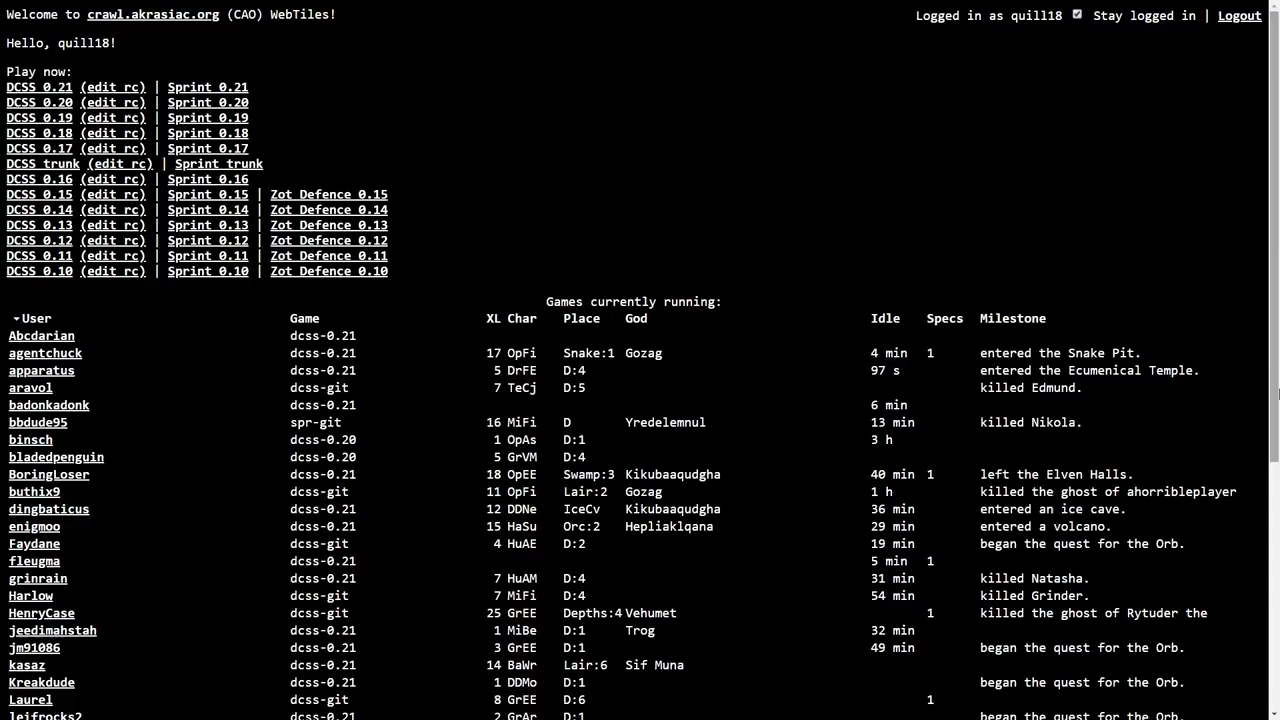 Welcome to crawl.akrasiac.org (CAO) WebTiles! Logged in as quill18 Stay logged in | Logout
Hello, quill18!
Play now:
DCSS 0.21 (edit rc) | Sprint 0.21
DCSS 0.20 (edit rc) | Sprint 0.20
DCSS 0.19 (edit rc) | Sprint 0.19
DCSS 0.18 (edit rc) | Sprint 0.18
DCSS 0.17 (edit rc) | Sprint 0.17
DCSS trunk (edit rc) | Sprint trunk
DCSS 0.16 (edit rc) | Sprint 0.16
DCSS 0.15 (edit rc) | Sprint 0.15 | Zot Defence 0.15
DCSS 0.14 (edit rc) | Sprint 0.14 | Zot Defence 0.14
DCSS 0.13 (edit rc) | Sprint 0.13 | Zot Defence 0.13
DCSS 0.12 (edit rc) | Sprint 0.12 | Zot Defence 0.12
DCSS 0.11 (edit rc) | Sprint 0.11 | Zot Defence 0.11
DCSS 0.10 (edit rc) | Sprint 0.10 | Zot Defence 0.10
Games currently running:
User Game XL Char Place God Idle Specs Milestone
Abcdarian dcss-0.21
agentchuck dcss-0.21 17 OpFi Snake:1 Gozag 4 min 1 entered the Snake Pit.
apparatus dcss-0.21 5 DrFE D:4 97 s entered the Ecumenical Temple.
aravol dcss-git 7 TeCj D:5 killed Edmund.
badonkadonk dcss-0.21 6 min
bbdude95 spr-git 16 MiFi D Yredelemnul 13 min killed Nikola.
binsch dcss-0.20 1 OpAs D:1 3 h
bladedpenguin dcss-0.20 5 GrVM D:4
BoringLoser dcss-0.21 18 OpEE Swamp:3 Kikubaaqudgha 40 min 1 left the Elven Halls.
buthix9 dcss-git 11 OpFi Lair:2 Gozag 1 h killed the ghost of ahorribleplayer
dingbaticus dcss-0.21 12 DDNe IceCv Kikubaaqudgha 36 min entered an ice cave.
enigmoo dcss-git 15 HaSu Orc:2 Hepliaklqana 29 min entered a volcano.
Faydane dcss-git 4 HuAE D:2 19 min began the quest for the Orb.
fleugma dcss-0.21 5 min 1
grinrain dcss-0.21 7 HuAM D:4 31 min killed Natasha.
Harlow dcss-git 7 MiFi D:4 54 min killed Grinder.
HenryCase dcss-git 25 GrEE Depths:4 Vehumet 1 killed the ghost of Rytuder the
jeedimahstah dcss-0.21 1 MiBe D:1 Trog 32 min
jm91086 dcss-0.21 3 GrEE D:1 49 min began the quest for the Orb.
kasaz dcss-0.21 14 BaWr Lair:6 Sif Muna
Kreakdude dcss-0.21 1 DDMo D:1 began the quest for the Orb.
Laurel dcss-git 8 GrEE D:6 1
leifrocks2 dcss-0.21 2 GrAr D:1 began the quest for the Orb.